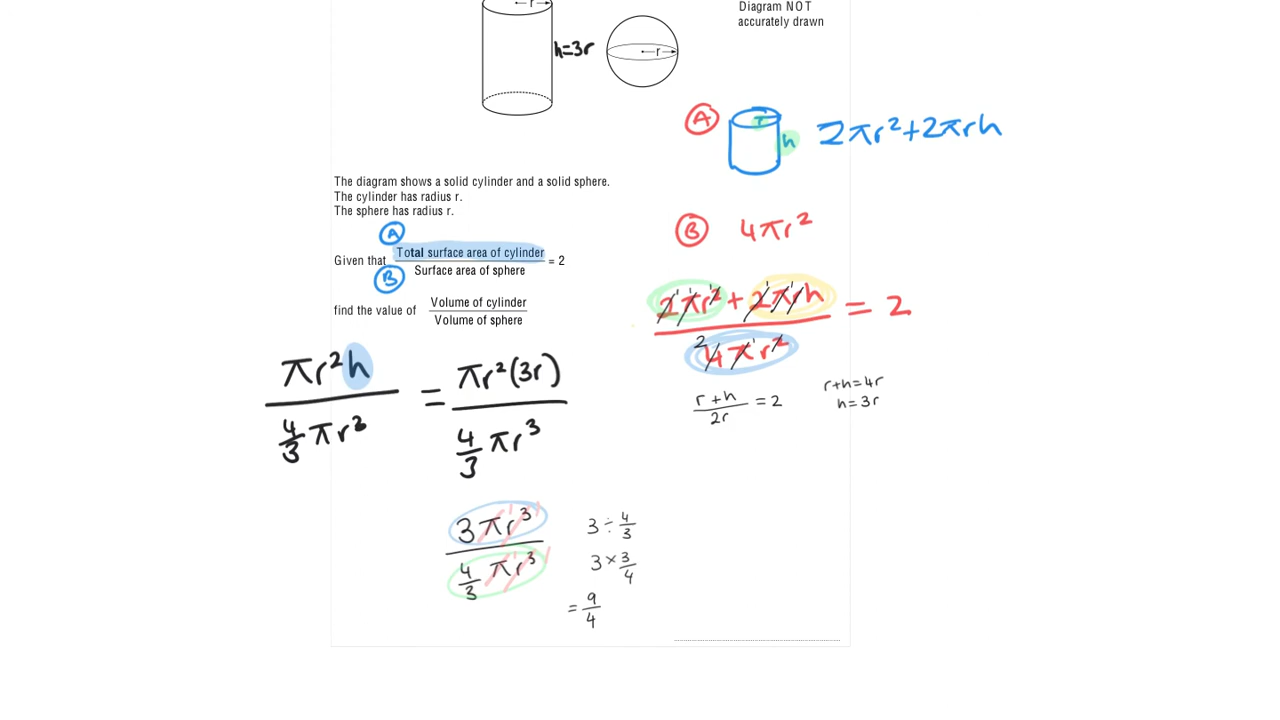 r
Diagram NOT
accurately drawn
h=3r
r
A
r
h
2πr²+2πrh
The diagram shows a solid cylinder and a solid sphere.
The cylinder has radius r.
The sphere has radius r.
A
B
4πr²
Given that Total surface area of cylinder / Surface area of sphere = 2
B
2πr² + 2πrh / 4πr² = 2
2
find the value of Volume of cylinder / Volume of sphere
πr²h / 4/3 πr² = πr²(3r) / 4/3 πr³
r+h / 2r = 2
r+h=4r
h=3r
3πr³ / 4/3 πr³
3 ÷ 4/3
3 × 3/4
= 9/4